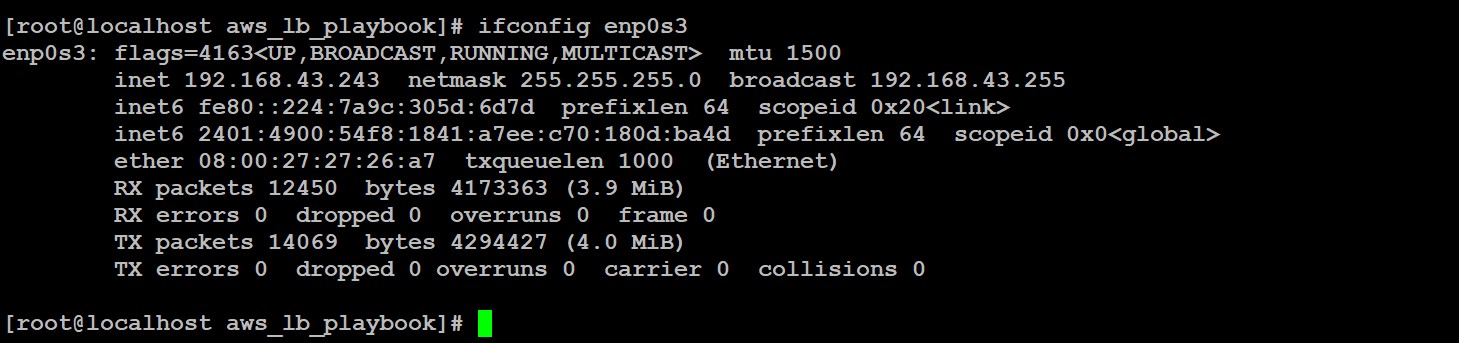 [root@localhost aws_lb_playbook]# ifconfig enp0s3
enp0s3: flags=4163<UP,BROADCAST,RUNNING,MULTICAST>  mtu 1500
        inet 192.168.43.243  netmask 255.255.255.0  broadcast 192.168.43.255
        inet6 fe80::224:7a9c:305d:6d7d  prefixlen 64  scopeid 0x20<link>
        inet6 2401:4900:54f8:1841:a7ee:c70:180d:ba4d  prefixlen 64  scopeid 0x0<global>
        ether 08:00:27:27:26:a7  txqueuelen 1000  (Ethernet)
        RX packets 12450  bytes 4173363 (3.9 MiB)
        RX errors 0  dropped 0  overruns 0  frame 0
        TX packets 14069  bytes 4294427 (4.0 MiB)
        TX errors 0  dropped 0 overruns 0  carrier 0  collisions 0
[root@localhost aws_lb_playbook]#